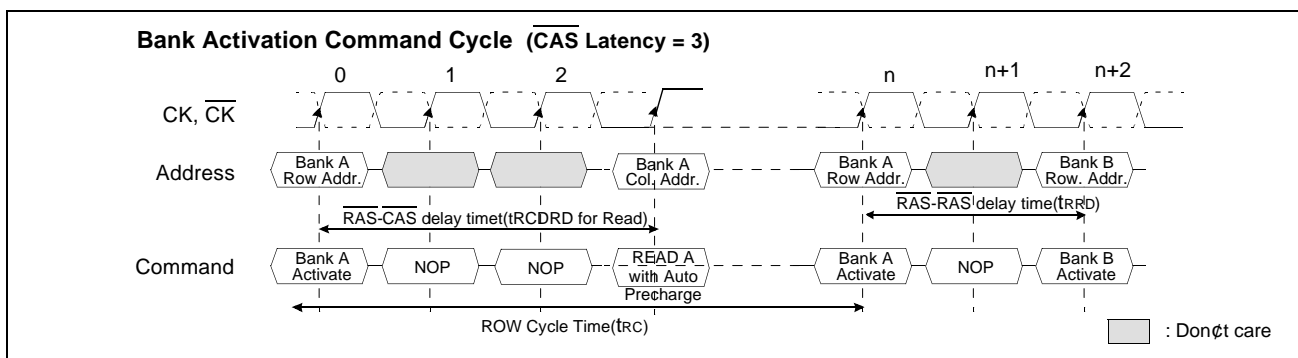 Bank Activation Command Cycle (CAS Latency = 3)
0 1 2 n n+1 n+2
CK, CK
Address
Bank A
Row Addr.
Bank A
Col. Addr.
Bank A
Row Addr.
Bank B
Row. Addr.
RAS-CAS delay timet(tRCDRD for Read)
RAS-RAS delay time(tRRD)
Command
Bank A
Activate
NOP
NOP
READ A
with Auto
Precharge
Bank A
Activate
NOP
Bank B
Activate
ROW Cycle Time(tRC)
: Don¢t care